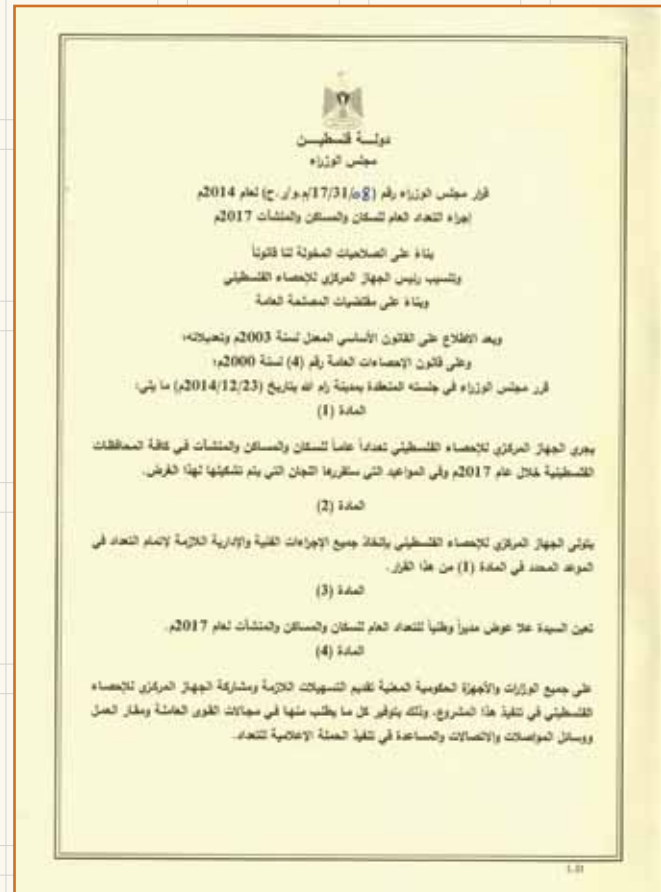 دولـــة فلسطيـــن
مجلس الوزراء
قرار مجلس الوزراء رقم (08/17/31/م.و/ر.ح) لعام 2014م
إجراء التعداد العام للسكان والمساكن والمنشآت 2017م
بناءً على الصلاحيات المخولة لنا قانوناً
وتنسيب رئيس الجهاز المركزي للإحصاء الفلسطيني
وبناءً على مقتضيات المصلحة العامة
وبعد الاطلاع على القانون الأساسي المعدل لسنة 2003م وتعديلاته؛
وعلى قانون الإحصاءات العامة رقم (4) لسنة 2000م؛
قرر مجلس الوزراء في جلسته المنعقدة بمدينة رام الله بتاريخ (2014/12/23م) ما يلي:
المادة (1)
يجري الجهاز المركزي للإحصاء الفلسطيني تعداداً عاماً للسكان والمساكن والمنشآت في كافة المحافظات
الفلسطينية خلال عام 2017م وفي المواعيد التي ستقررها اللجان التي يتم تشكيلها لهذا الغرض.
المادة (2)
يتولى الجهاز المركزي للإحصاء الفلسطيني بإتخاذ جميع الإجراءات الفنية والإدارية اللازمة لإتمام التعداد في
الموعد المحدد في المادة (1) من هذا القرار.
المادة (3)
تعين السيدة علا عوض مديراً وطنياً للتعداد العام للسكان والمساكن والمنشآت لعام 2017م.
المادة (4)
على جميع الوزارات والأجهزة الحكومية المعنية تقديم التسهيلات اللازمة ومشاركة الجهاز المركزي للإحصاء
الفلسطيني في تنفيذ هذا المشروع، وذلك بتوفير كل ما يطلب منها في مجالات القوى العاملة ومقار العمل
ووسائل المواصلات والاتصالات والمساعدة في تنفيذ الحملة الإعلامية للتعداد.